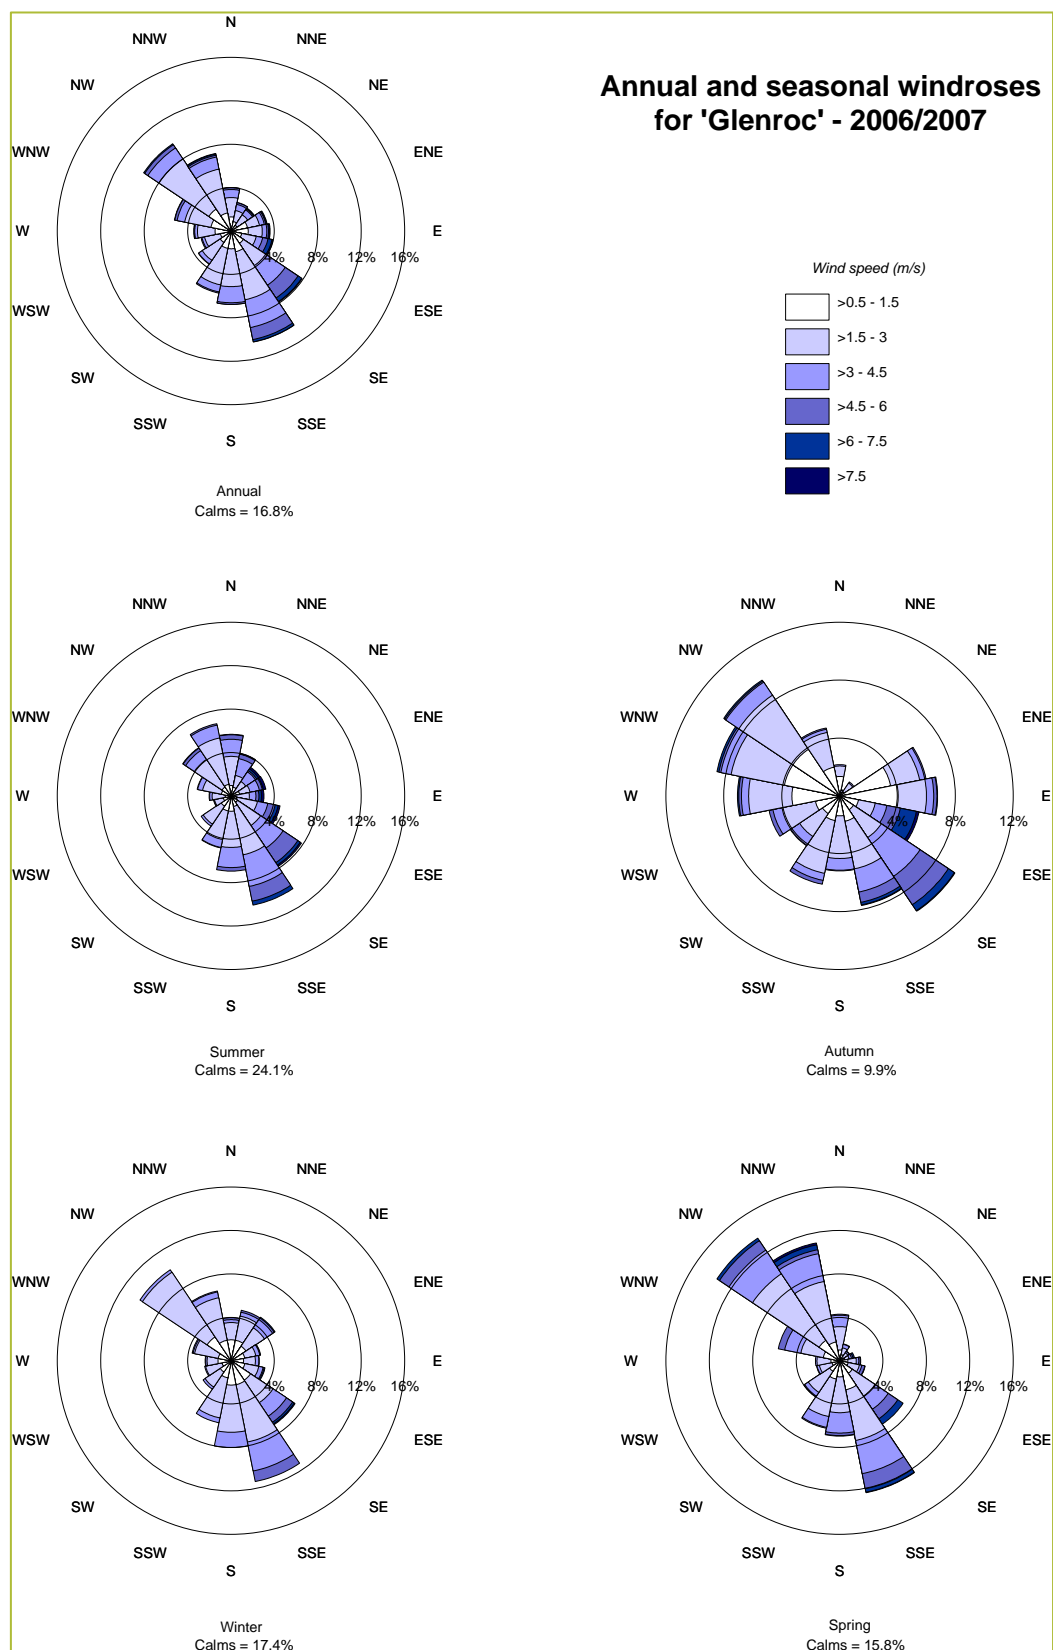 Annual and seasonal windroses
for 'Glenroc' - 2006/2007
N
NNW NNE
NW NE
WNW ENE
W E
4% 8% 12% 16%
WSW ESE
SW SE
SSW SSE
S
Annual
Calms = 16.8%
Wind speed (m/s)
>0.5 - 1.5
>1.5 - 3
>3 - 4.5
>4.5 - 6
>6 - 7.5
>7.5
N
NNW NNE
NW NE
WNW ENE
W E
4% 8% 12% 16%
WSW ESE
SW SE
SSW SSE
S
Summer
Calms = 24.1%
N
NNW NNE
NW NE
WNW ENE
W E
4% 8% 12%
WSW ESE
SW SE
SSW SSE
S
Autumn
Calms = 9.9%
N
NNW NNE
NW NE
WNW ENE
W E
4% 8% 12% 16%
WSW ESE
SW SE
SSW SSE
S
Winter
Calms = 17.4%
N
NNW NNE
NW NE
WNW ENE
W E
4% 8% 12% 16%
WSW ESE
SW SE
SSW SSE
S
Spring
Calms = 15.8%